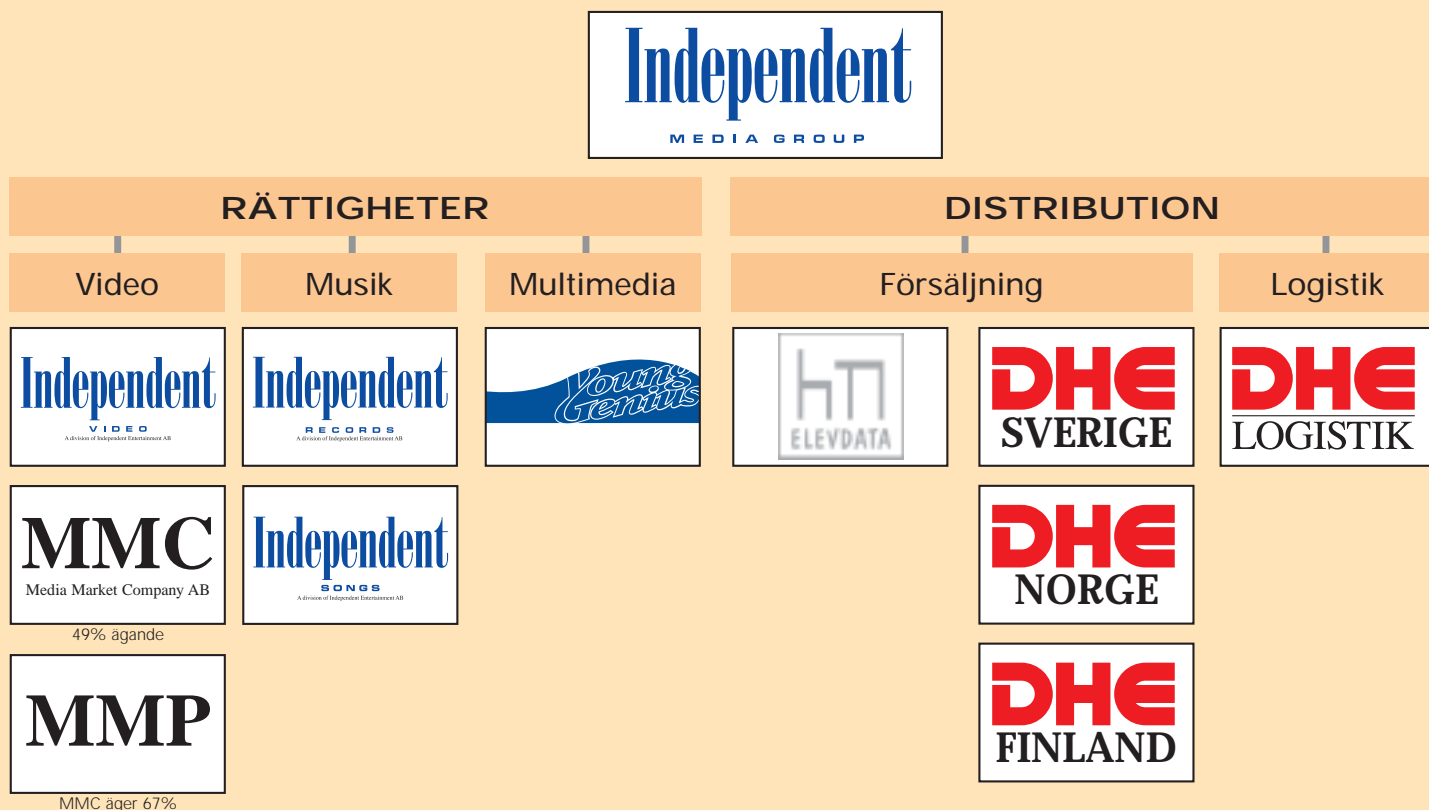 Independent
MEDIA GROUP
RÄTTIGHETER
DISTRIBUTION
Video
Musik
Multimedia
Försäljning
Logistik
Independent
VIDEO
A division of Independent Entertainment AB
Independent
RECORDS
A division of Independent Entertainment AB
Young
Genius
ELEVDATA
DHE
SVERIGE
DHE
LOGISTIK
MMC
Media Market Company AB
49% ägande
Independent
SONGS
A division of Independent Entertainment AB
DHE
NORGE
MMP
MMC äger 67%
DHE
FINLAND